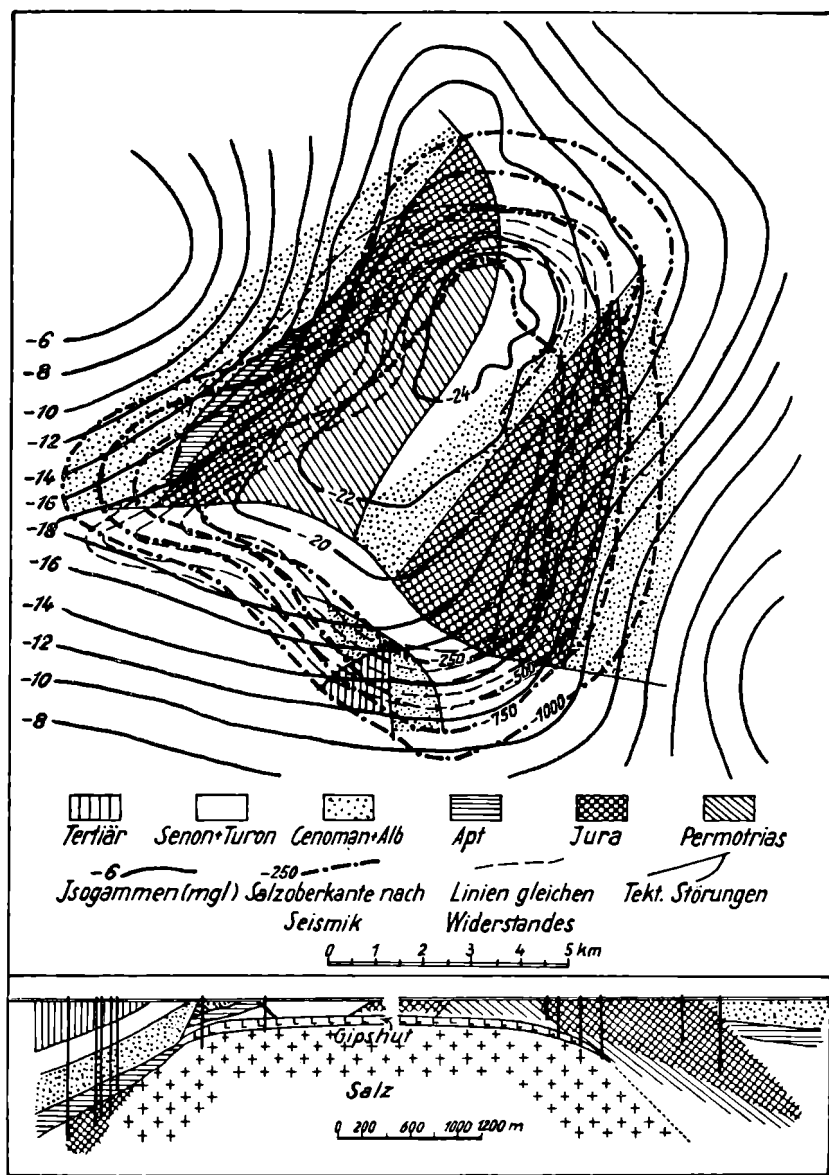 -6
-8
-10
-12
-14
-16
-18
-16
-14
-12
-10
-8
-24
-22
-20
-250
-500
-750
-1000
Tertiär Senon+Turon Cenoman+Alb Apt Jura Permotrias
-6 -250
Jsogammen (mgl) Salzoberkante nach Linien gleichen Tekt. Störungen
Seismik Widerstandes
0 1 2 3 4 5 km
Gipshut
Salz
0 200 600 1000 1200 m